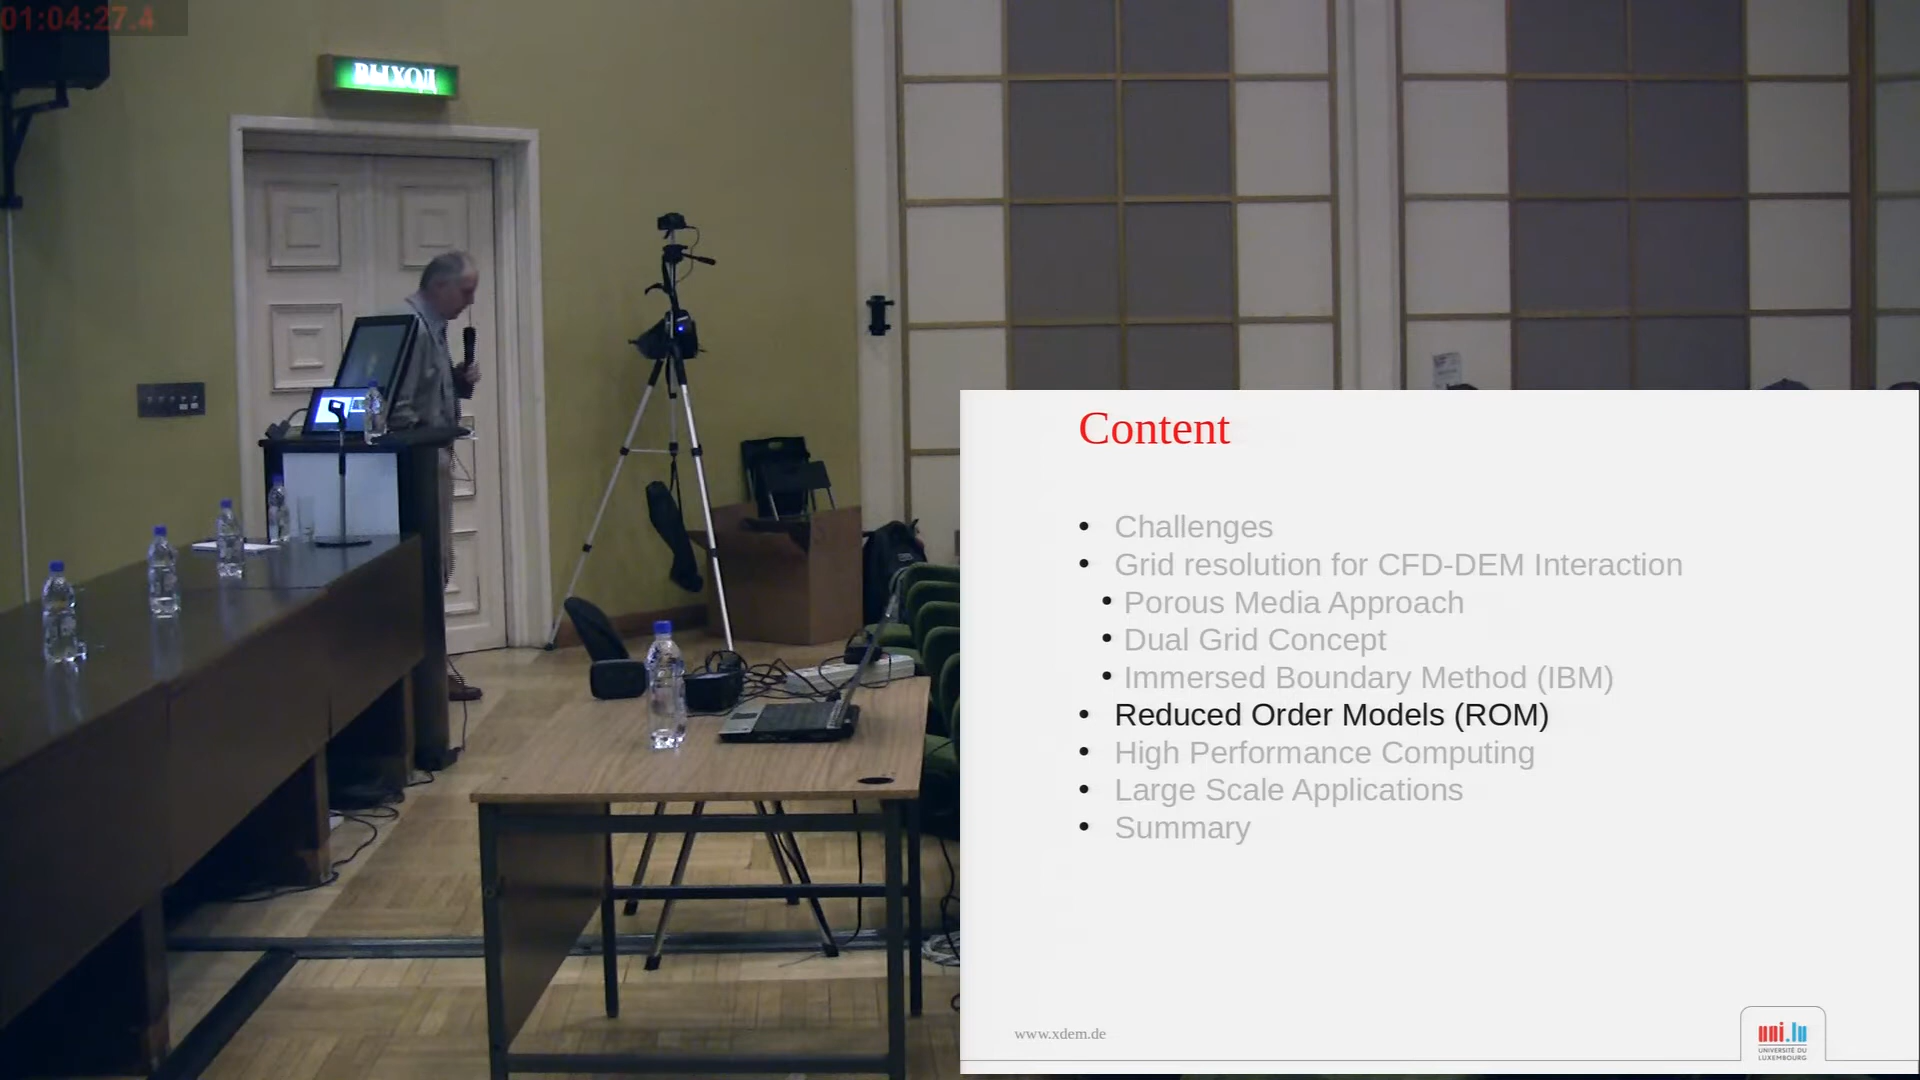 01:04:27.4
ВЫХОД
Content
Challenges
Grid resolution for CFD-DEM Interaction
Porous Media Approach
Dual Grid Concept
Immersed Boundary Method (IBM)
Reduced Order Models (ROM)
High Performance Computing
Large Scale Applications
Summary
www.xdem.de
uni.lu
UNIVERSITÉ DU
LUXEMBOURG